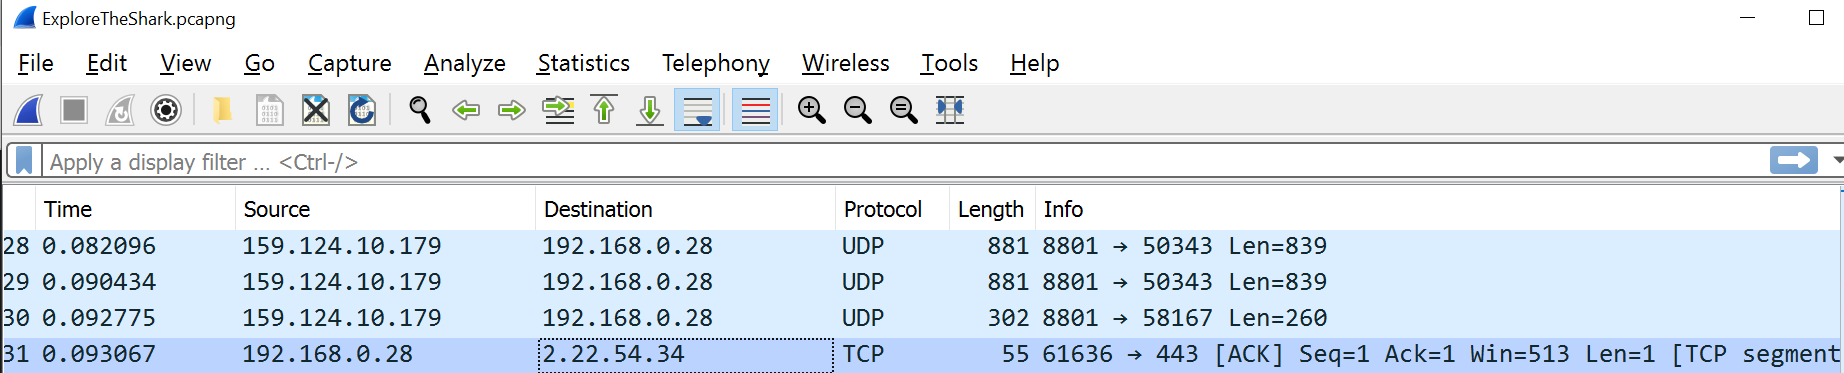 ExploreTheShark.pcapng
File Edit View Go Capture Analyze Statistics Telephony Wireless Tools Help
Apply a display filter ... <Ctrl-/>
Time Source Destination Protocol Length Info
28 0.082096 159.124.10.179 192.168.0.28 UDP 881 8801 → 50343 Len=839
29 0.090434 159.124.10.179 192.168.0.28 UDP 881 8801 → 50343 Len=839
30 0.092775 159.124.10.179 192.168.0.28 UDP 302 8801 → 58167 Len=260
31 0.093067 192.168.0.28 2.22.54.34 TCP 55 61636 → 443 [ACK] Seq=1 Ack=1 Win=513 Len=1 [TCP segment